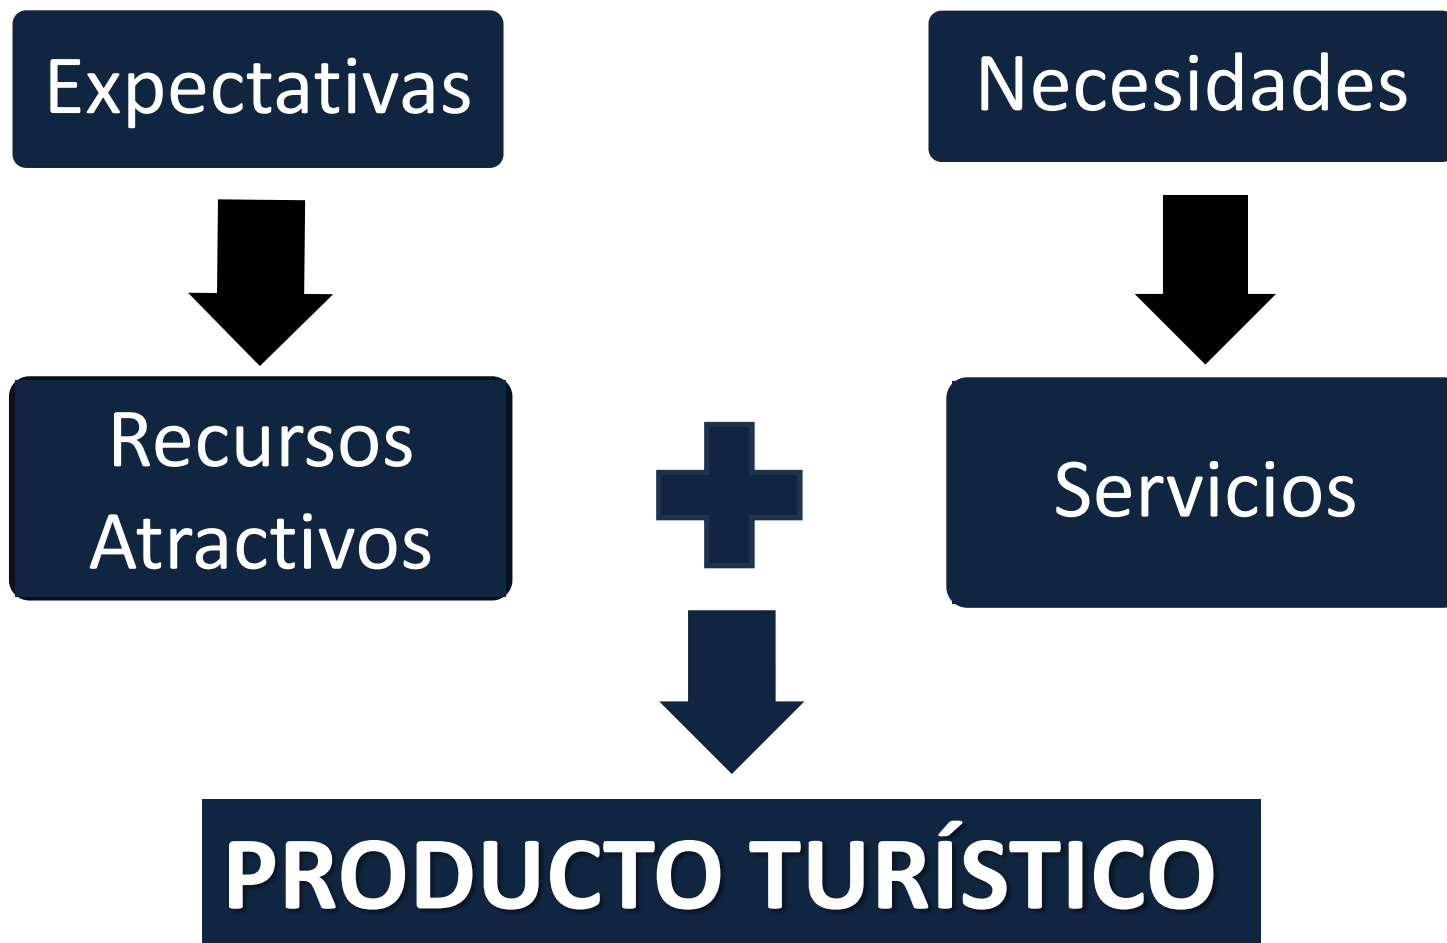 Expectativas
Necesidades
Recursos
Atractivos
Servicios
PRODUCTO TURÍSTICO